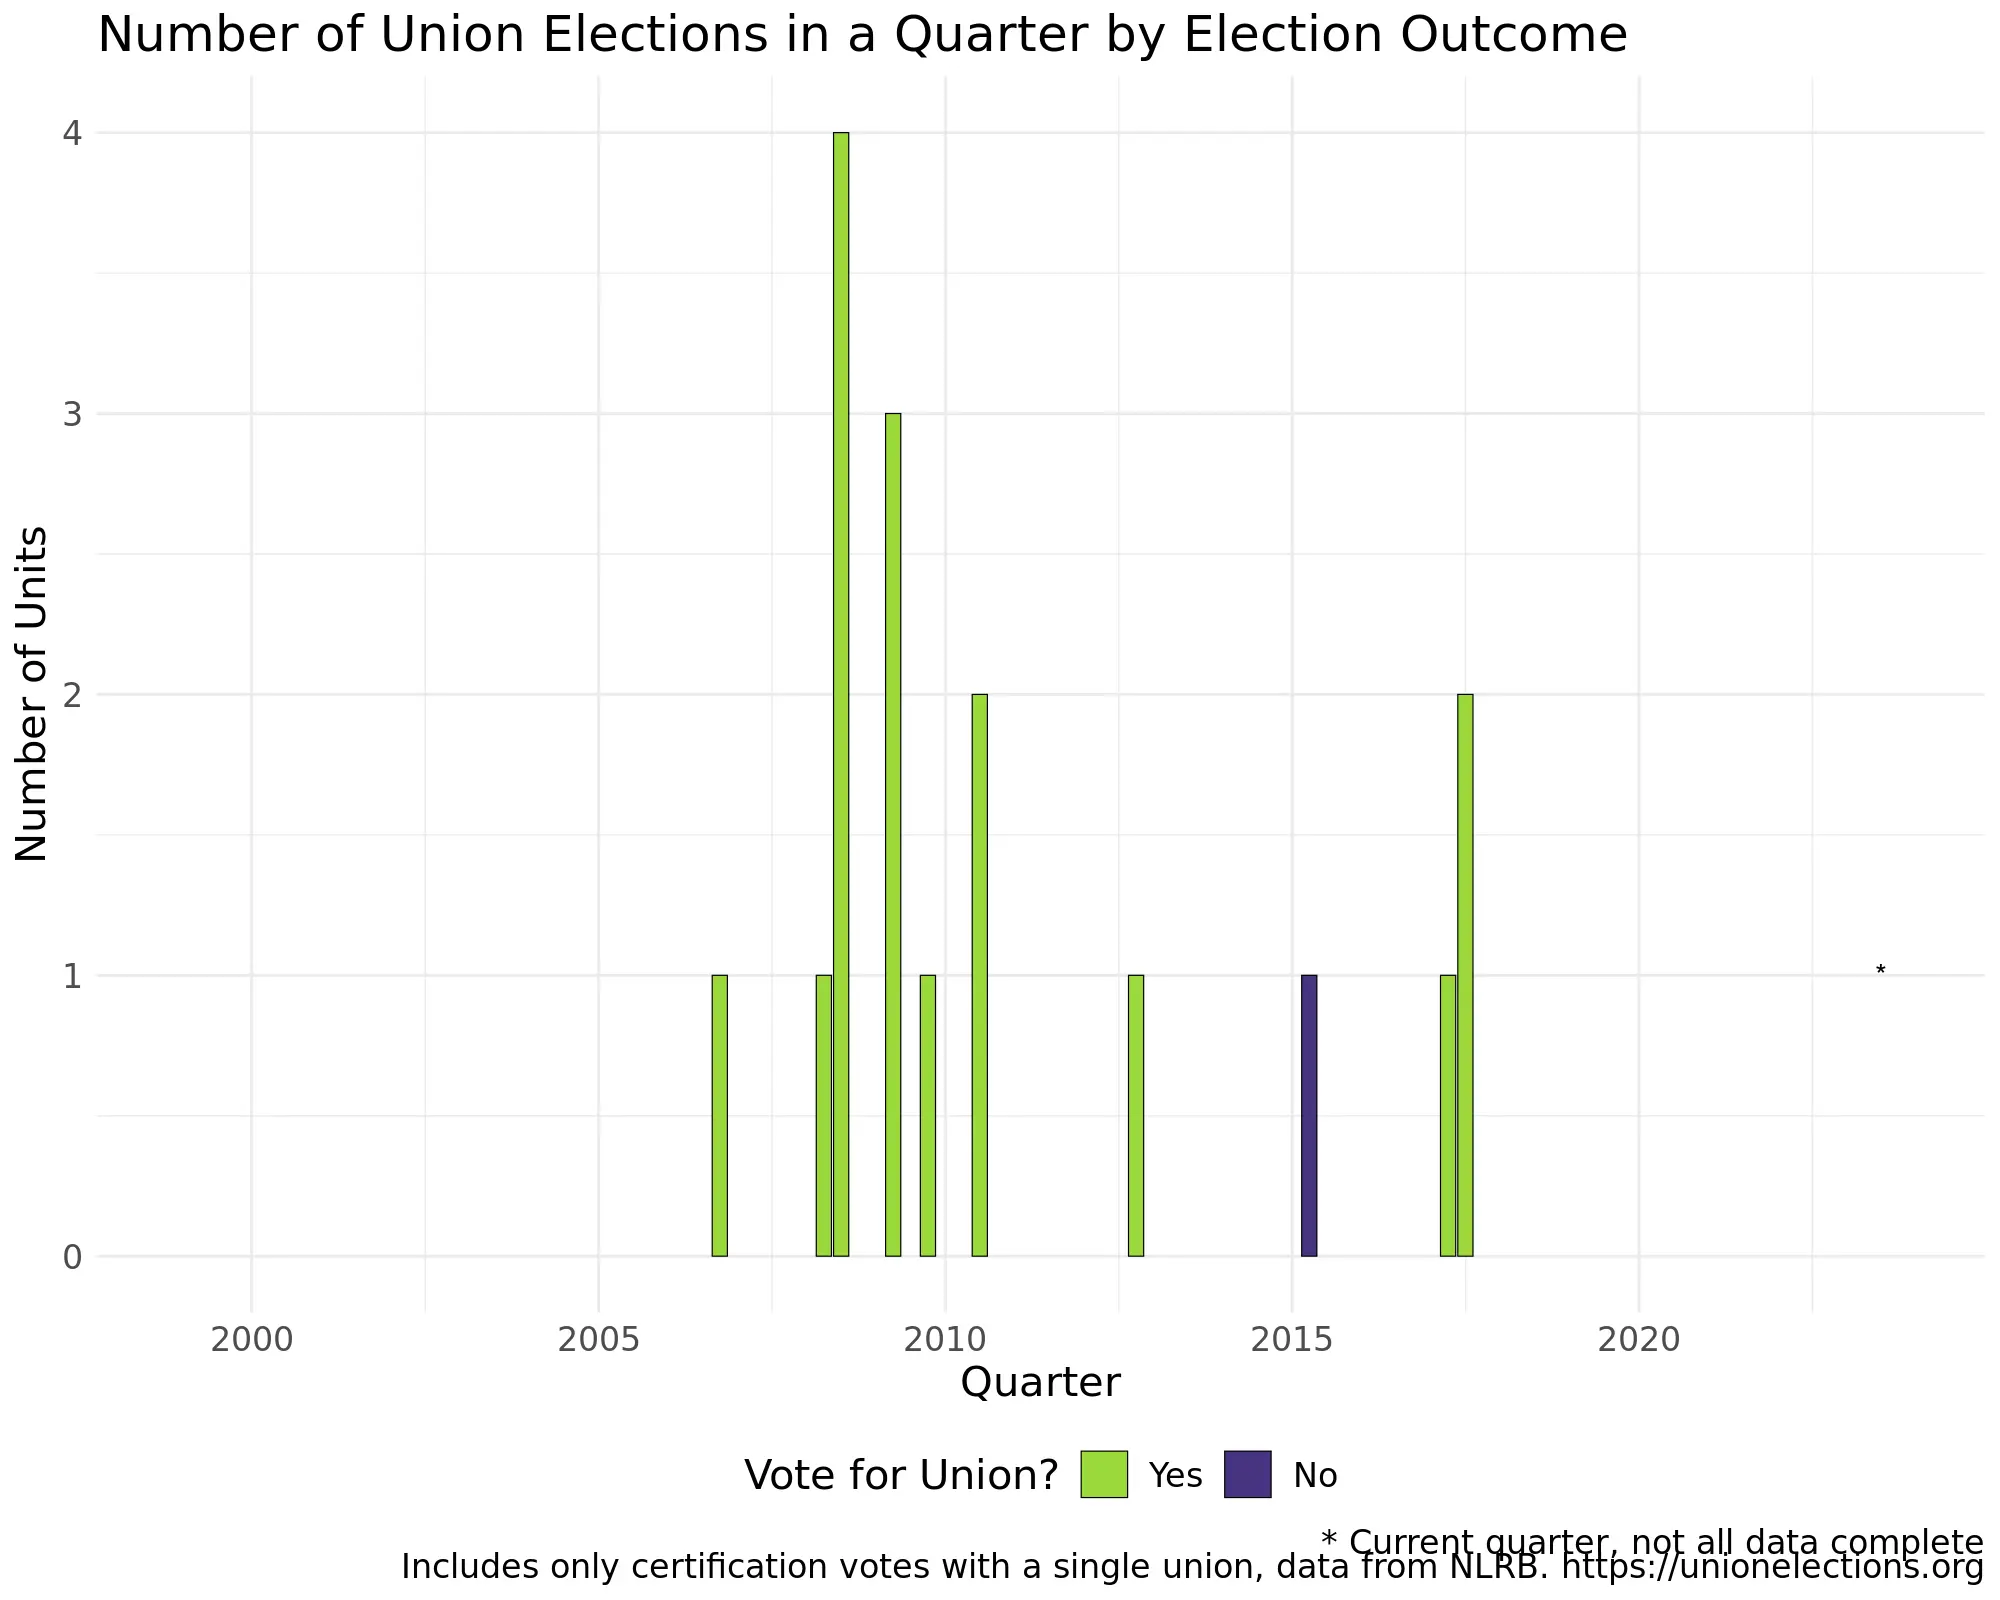 Number of Union Elections in a Quarter by Election Outcome
Number of Units
4
3
2
1
0
*
2000 2005 2010 2015 2020
Quarter
Vote for Union? Yes No
* Current quarter, not all data complete
Includes only certification votes with a single union, data from NLRB. https://unionelections.org